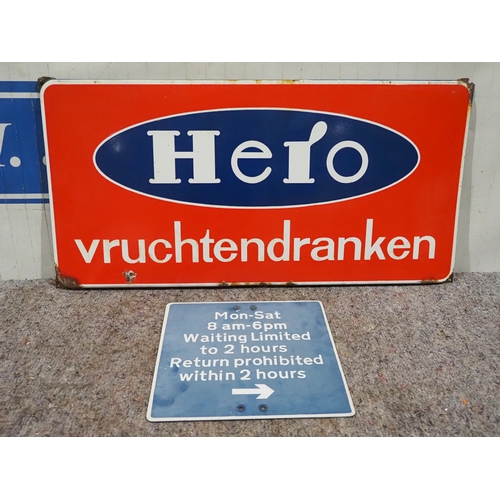 Hero
vruchtendranken
Mon-Sat
8 am-6pm
Waiting Limited
to 2 hours
Return prohibited
within 2 hours